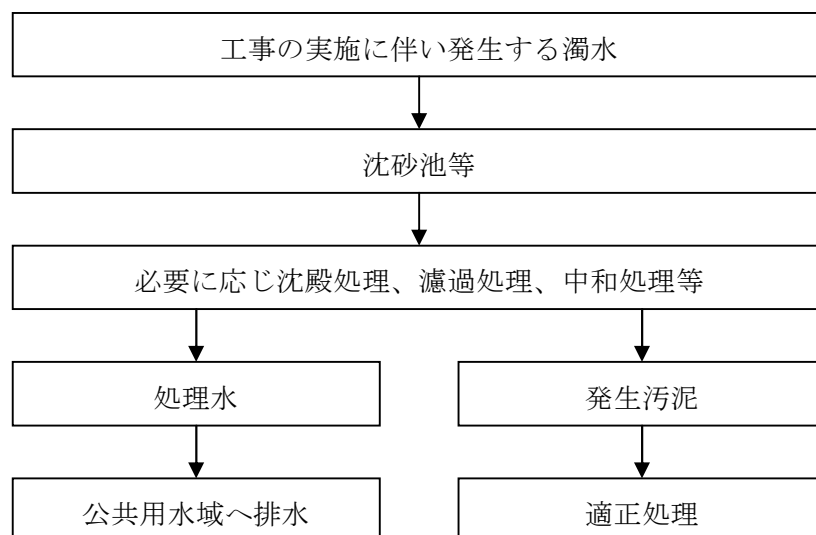 工事の実施に伴い発生する濁水
沈砂池等
必要に応じ沈殿処理、濾過処理、中和処理等
処理水
発生汚泥
公共用水域へ排水
適正処理